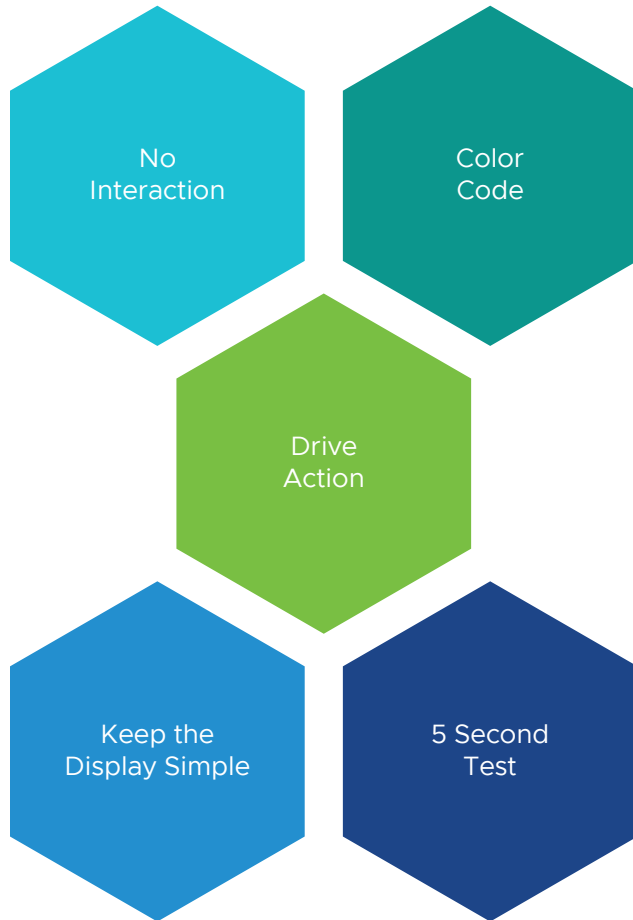 No
Interaction
Color
Code
Drive
Action
Keep the
Display Simple
5 Second
Test